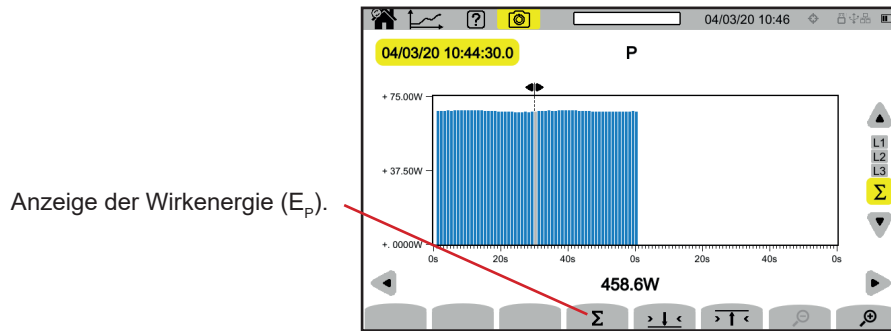 ? 04/03/20 10:46
04/03/20 10:44:30.0 P
+ 75.00W
+ 37.50W
+. 0000W
0s 20s 40s 0s 20s 40s 0s
L1
L2
L3
Σ
458.6W
Σ
Anzeige der Wirkenergie (EP).